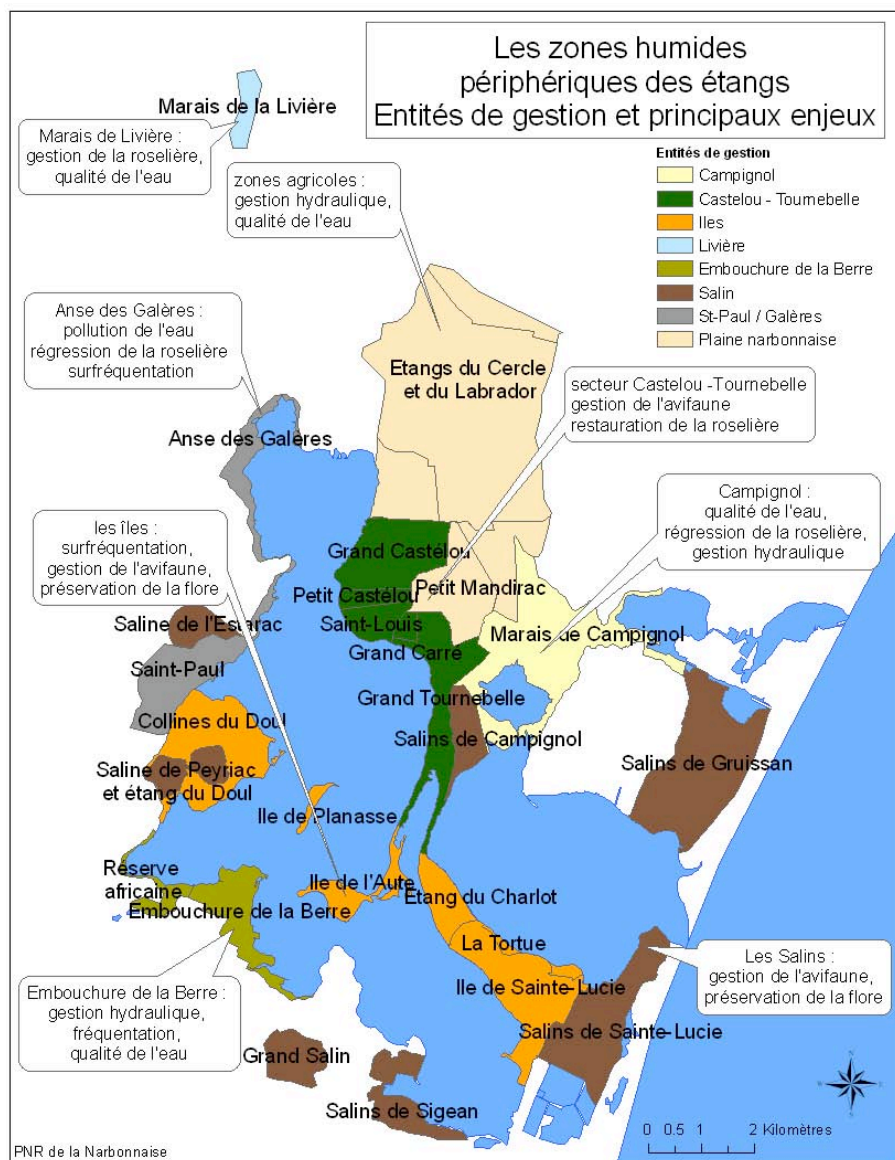 Les zones humides
périphériques des étangs
Entités de gestion et principaux enjeux
Marais de la Livière
Marais de Livière :
gestion de la roselière,
qualité de l'eau
zones agricoles :
gestion hydraulique,
qualité de l'eau
Entités de gestion
Campignol
Castelou - Tournebelle
Iles
Livière
Embouchure de la Berre
Salin
St-Paul / Galères
Plaine narbonnaise
Anse des Galères :
pollution de l'eau
régression de la roselière
surfréquentation
Etangs du Cercle
et du Labrador
secteur Castelou -Tournebelle
gestion de l'avifaune
restauration de la roselière
Anse des Galères
Campignol :
qualité de l'eau,
régression de la roselière,
gestion hydraulique
les îles :
surfréquentation,
gestion de l'avifaune,
préservation de la flore
Grand Castélou
Petit Castélou
Petit Mandirac
Saline de l'Estarac
Saint-Louis
Marais de Campignol
Grand Carré
Saint-Paul
Grand Tournebelle
Collines du Doul
Salins de Campignol
Salins de Gruissan
Saline de Peyriac
et étang du Doul
Ile de Planasse
Réserve
africaine
Ile de l'Aute
Etang du Charlot
Embouchure de la Berre
La Tortue
Les Salins :
gestion de l'avifaune,
préservation de la flore
Ile de Sainte-Lucie
Embouchure de la Berre :
gestion hydraulique,
fréquentation,
qualité de l'eau
Salins de Sainte-Lucie
Grand Salin
Salins de Sigean
0 0.5 1 2 Kilomètres
PNR de la Narbonnaise